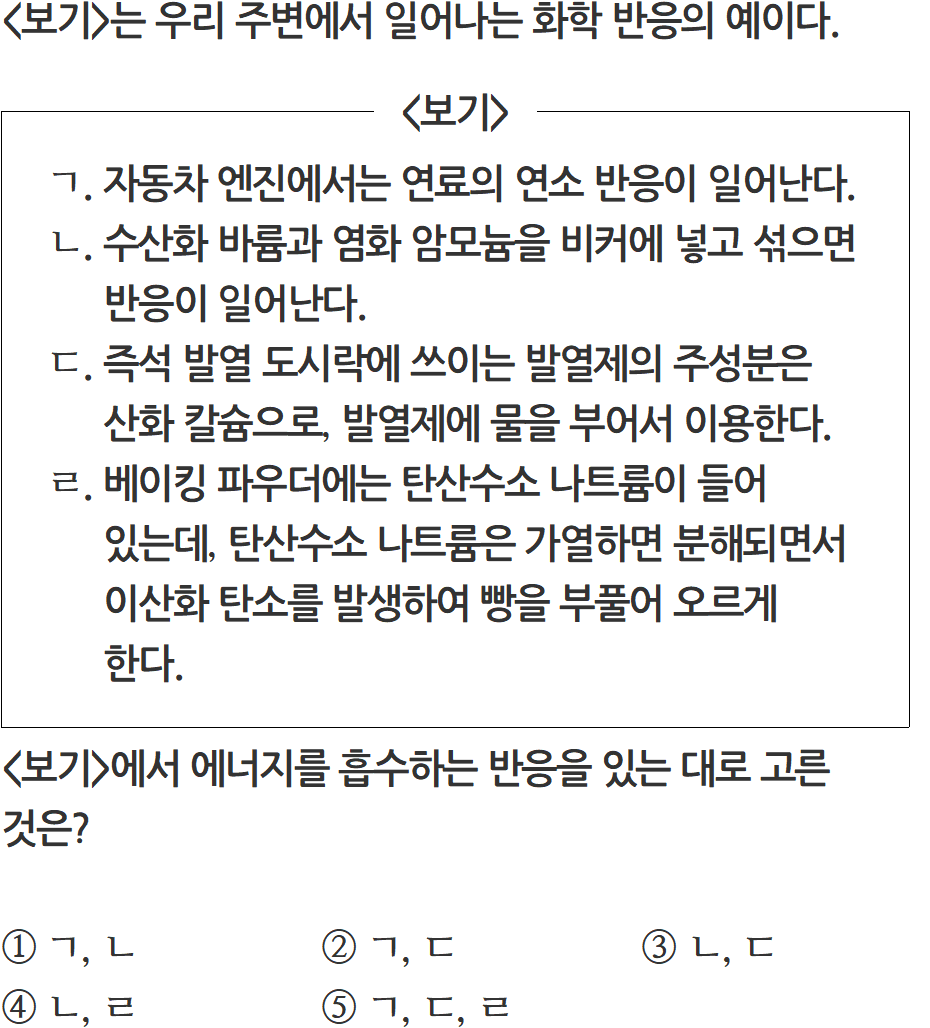 <보기>는 우리 주변에서 일어나는 화학 반응의 예이다.
<보기>
ㄱ. 자동차 엔진에서는 연료의 연소 반응이 일어난다.
ㄴ. 수산화 바륨과 염화 암모늄을 비커에 넣고 섞으면
반응이 일어난다.
ㄷ. 즉석 발열 도시락에 쓰이는 발열제의 주성분은
산화 칼슘으로, 발열제에 물을 부어서 이용한다.
ㄹ. 베이킹 파우더에는 탄산수소 나트륨이 들어
있는데, 탄산수소 나트륨은 가열하면 분해되면서
이산화 탄소를 발생하여 빵을 부풀어 오르게
한다.
<보기>에서 에너지를 흡수하는 반응을 있는 대로 고른
것은?
① ㄱ, ㄴ ② ㄱ, ㄷ ③ ㄴ, ㄷ
④ ㄴ, ㄹ ⑤ ㄱ, ㄷ, ㄹ